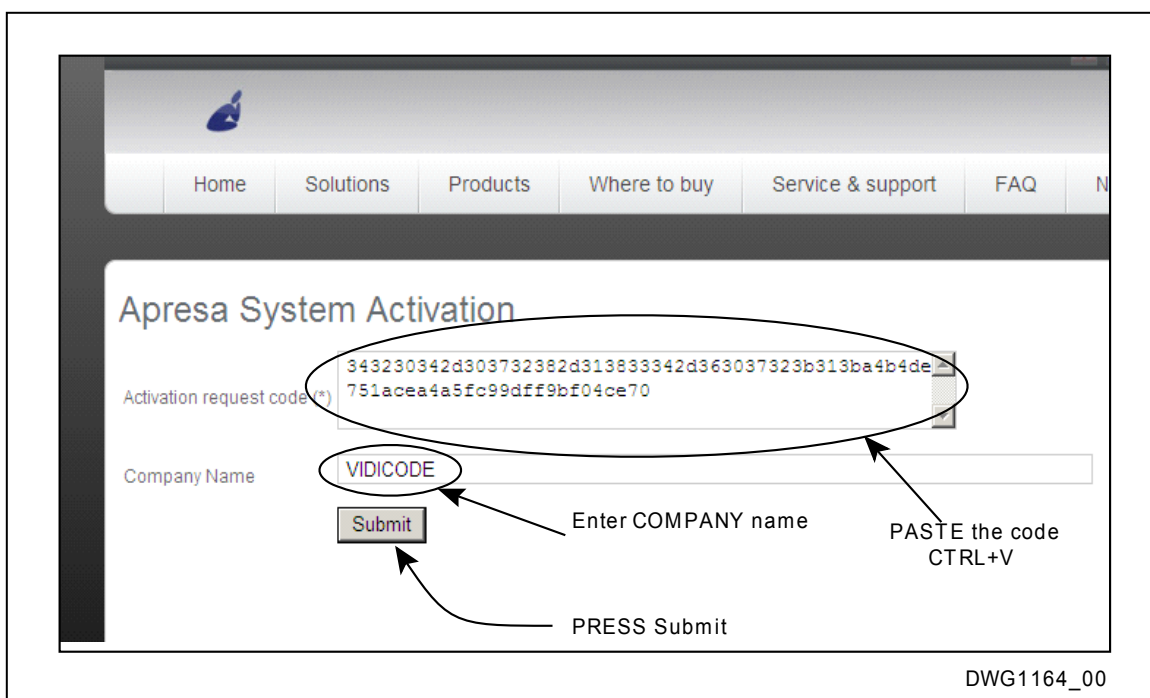 Home Solutions Products Where to buy Service & support FAQ N
Apresa System Activation
Activation request code (*)
343230342d303732382d313833342d363037323b313ba4b4de
751acea4a5fc99dff9bf04ce70
Company Name
VIDICODE
Submit
Enter COMPANY name
PASTE the code
CTRL+V
PRESS Submit
DWG1164_00